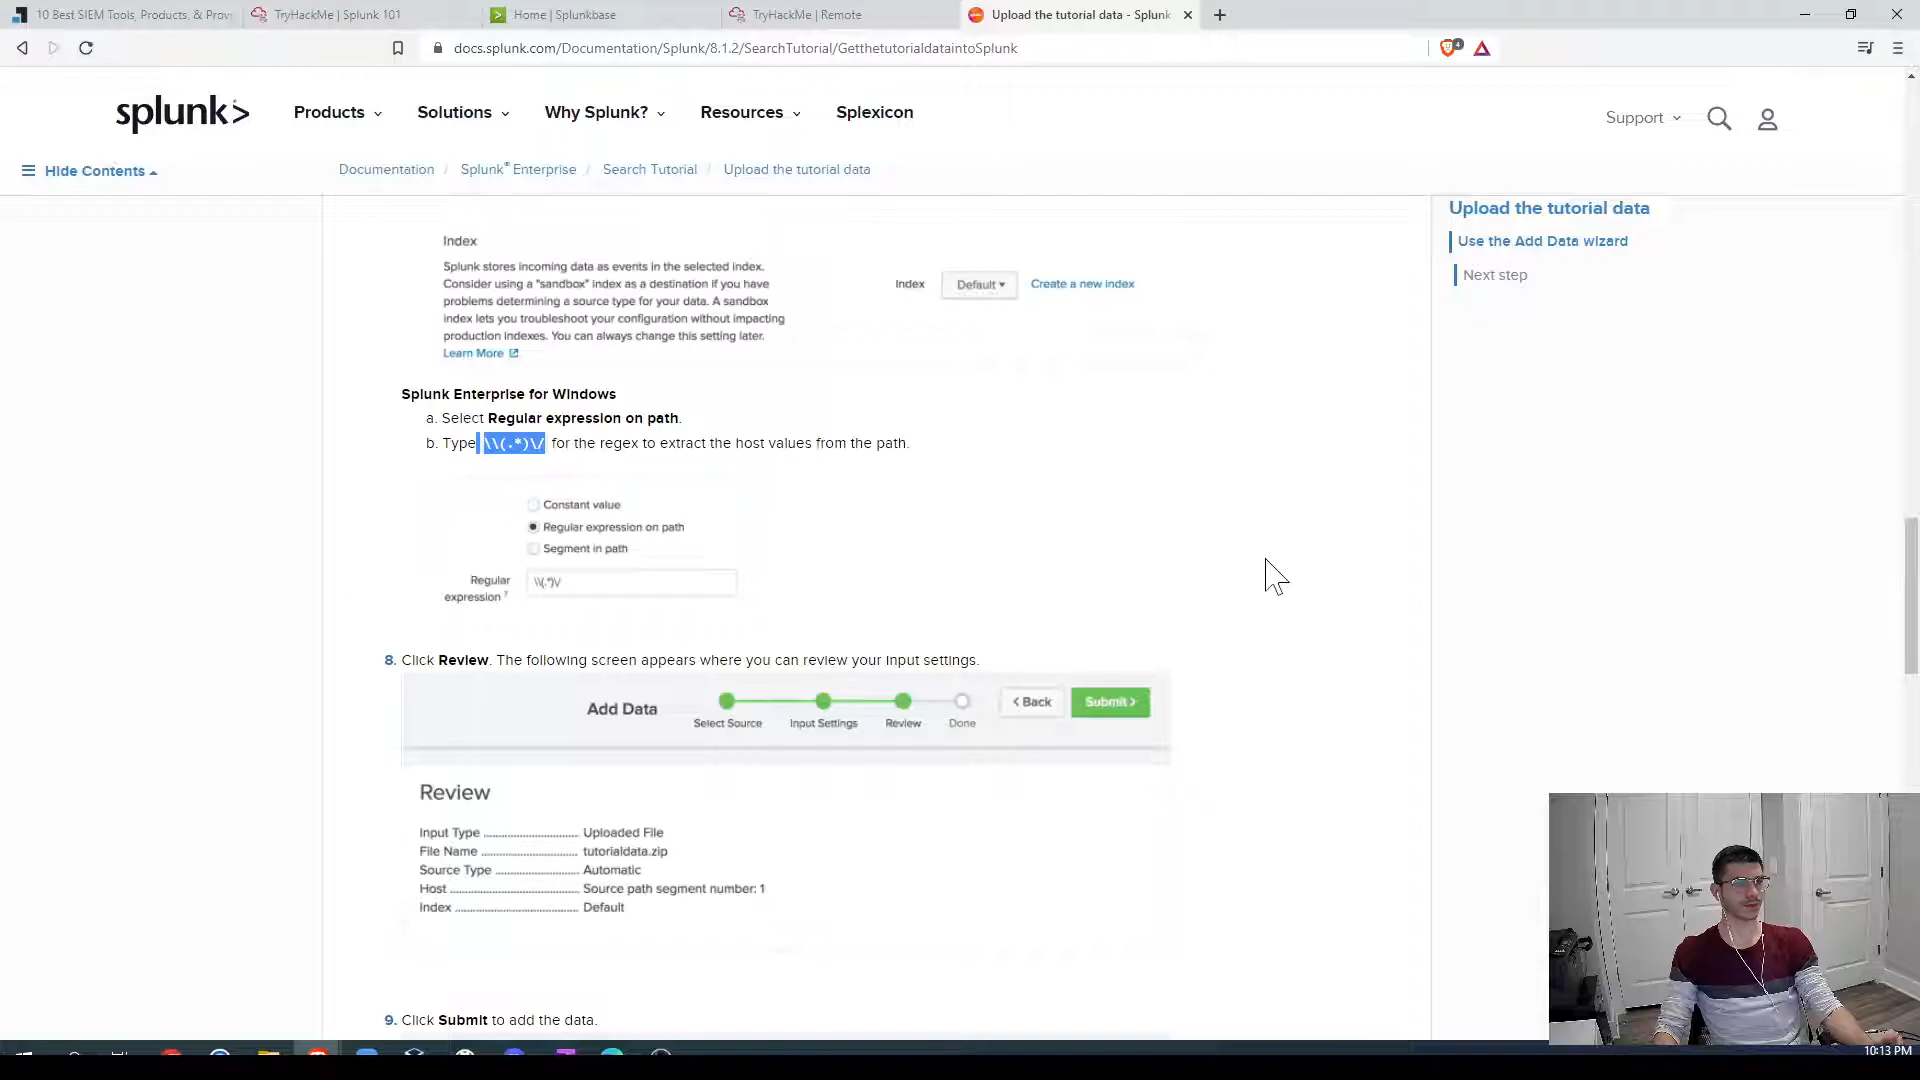 10 Best SIEM Tools, Products, & Prov
TryHackMe | Splunk 101
Home | Splunkbase
TryHackMe | Remote
Upload the tutorial data - Splunk
docs.splunk.com/Documentation/Splunk/8.1.2/SearchTutorial/GetthetutorialdataintoSplunk
4
splunk>
Products
Solutions
Why Splunk?
Resources
Splexicon
Support
Hide Contents
Documentation / Splunk® Enterprise / Search Tutorial / Upload the tutorial data
Upload the tutorial data
Use the Add Data wizard
Next step
Index
Splunk stores incoming data as events in the selected index.
Consider using a "sandbox" index as a destination if you have
problems determining a source type for your data. A sandbox
index lets you troubleshoot your configuration without impacting
production indexes. You can always change this setting later.
Learn More
Index Default ▾ Create a new index
Splunk Enterprise for Windows
a. Select Regular expression on path.
b. Type \\(.*)\/ for the regex to extract the host values from the path.
Constant value
Regular expression on path
Segment in path
Regular
expression ?
\\(.*)\/
8. Click Review. The following screen appears where you can review your input settings.
Add Data
Select Source
Input Settings
Review
Done
< Back
Submit >
Review
Input Type ............................ Uploaded File
File Name ............................ tutorialdata.zip
Source Type ............................ Automatic
Host ............................ Source path segment number: 1
Index ............................ Default
9. Click Submit to add the data.
10:13 PM